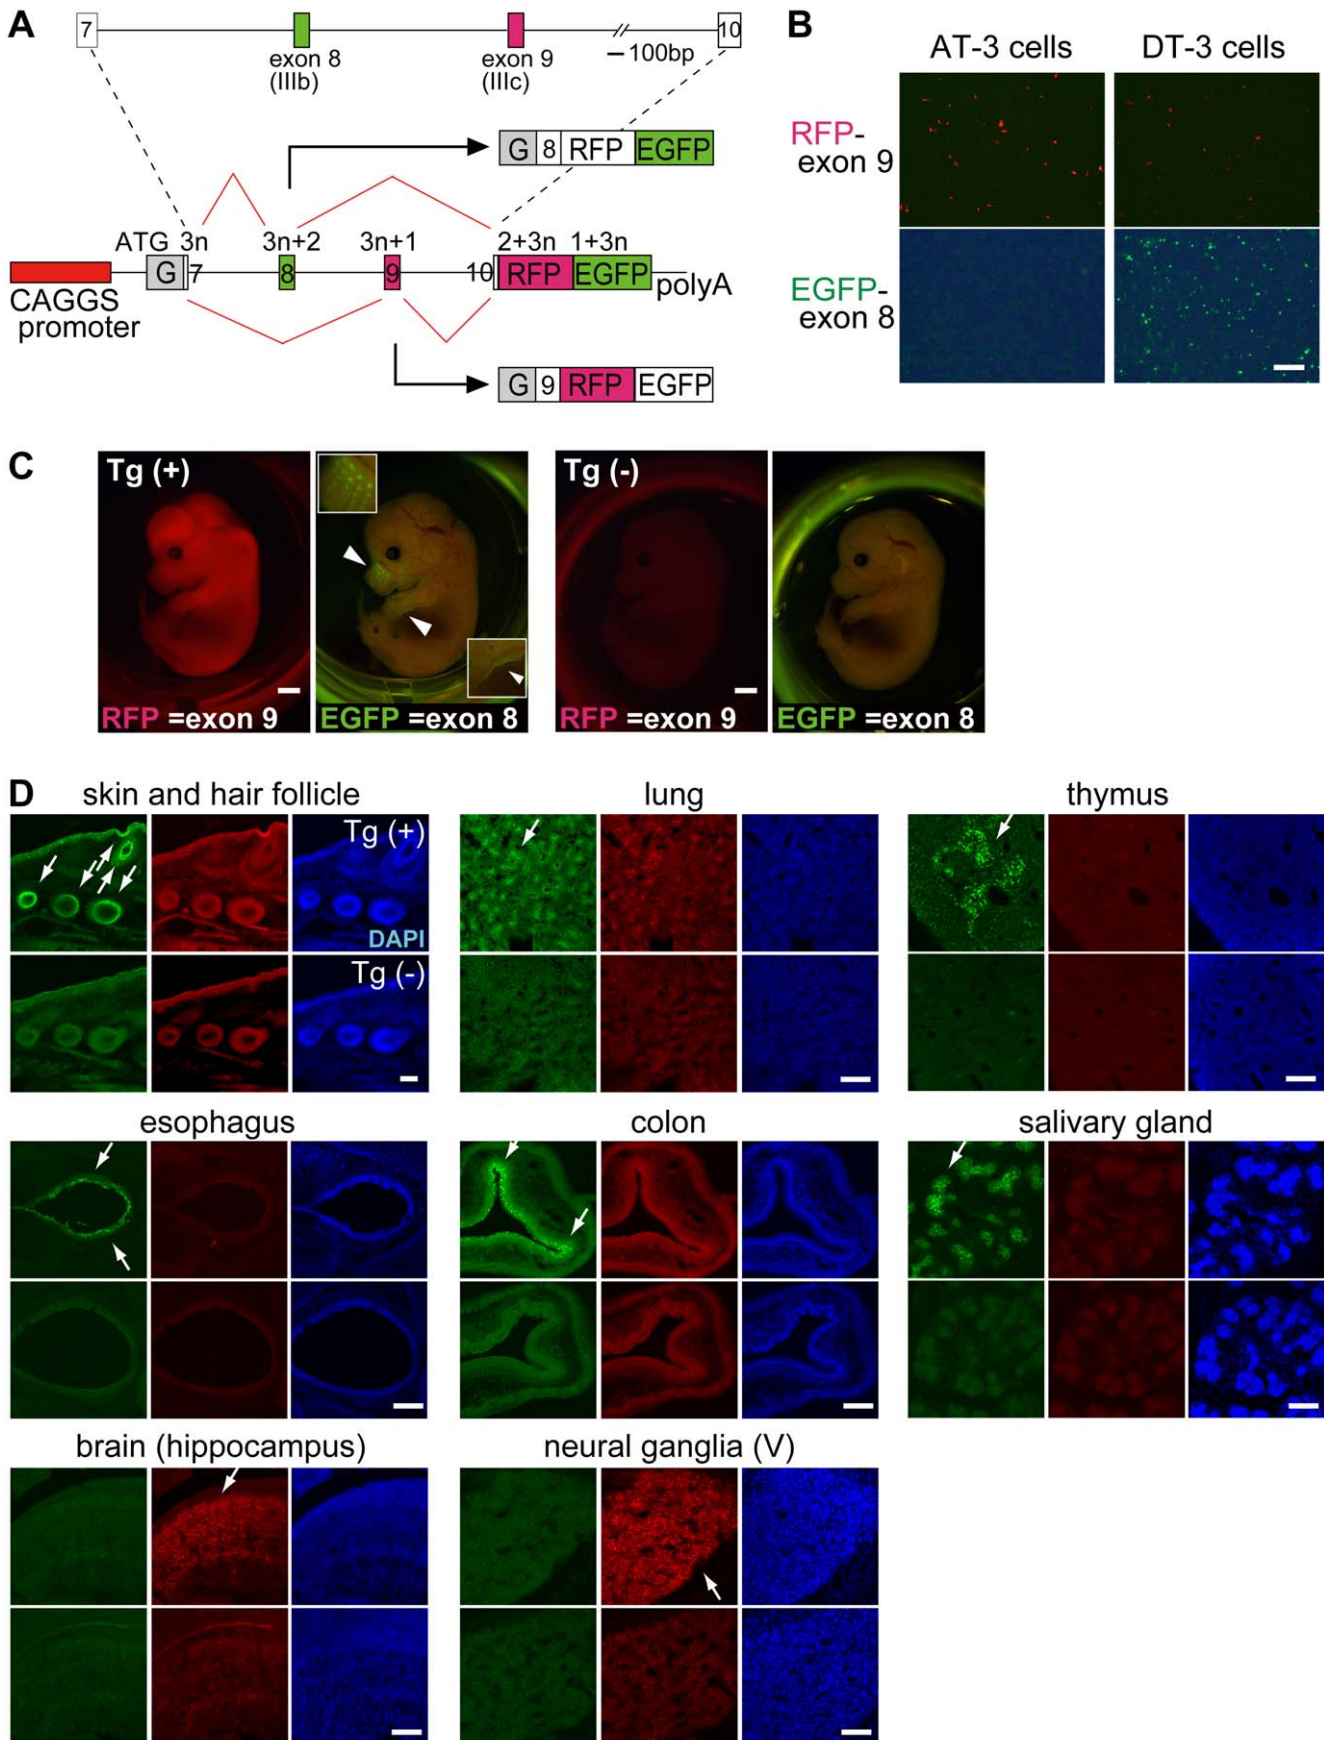 A
7
10
exon 8
(IIIb)
exon 9
(IIIc)
100bp
G 8 RFP EGFP
ATG 3n 3n+2 3n+1 2+3n 1+3n
G 7 8 9 10 RFP EGFP
polyA
CAGGS
promoter
G 9 RFP EGFP
B
AT-3 cells DT-3 cells
RFP-
exon 9
EGFP-
exon 8
C
Tg (+) Tg (-)
RFP =exon 9 EGFP =exon 8 RFP =exon 9 EGFP =exon 8
D
skin and hair follicle lung thymus
Tg (+)
DAPI
Tg (-)
esophagus colon salivary gland
brain (hippocampus) neural ganglia (V)